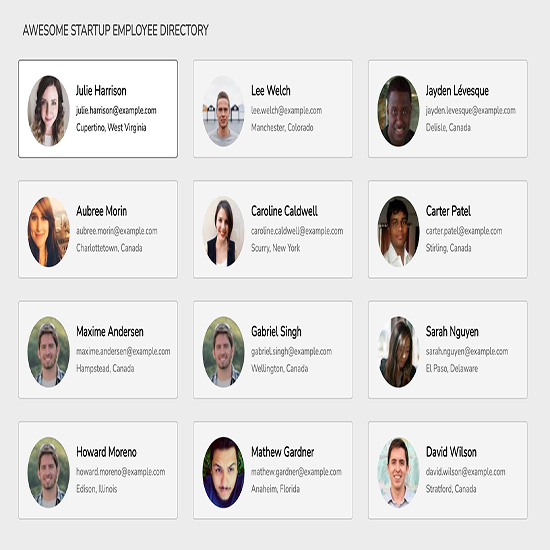 AWESOME STARTUP EMPLOYEE DIRECTORY
Julie Harrison
julie.harrison@example.com
Cupertino, West Virginia
Lee Welch
lee.welch@example.com
Manchester, Colorado
Jayden Lévesque
jayden.levesque@example.com
Delisle, Canada
Aubree Morin
aubree.morin@example.com
Charlottetown, Canada
Caroline Caldwell
caroline.caldwell@example.com
Scurry, New York
Carter Patel
carter.patel@example.com
Stirling, Canada
Maxime Andersen
maxime.andersen@example.com
Hampstead, Canada
Gabriel Singh
gabriel.singh@example.com
Wellington, Canada
Sarah Nguyen
sarah.nguyen@example.com
El Paso, Delaware
Howard Moreno
howard.moreno@example.com
Edison, Illinois
Mathew Gardner
mathew.gardner@example.com
Anaheim, Florida
David Wilson
david.wilson@example.com
Stratford, Canada